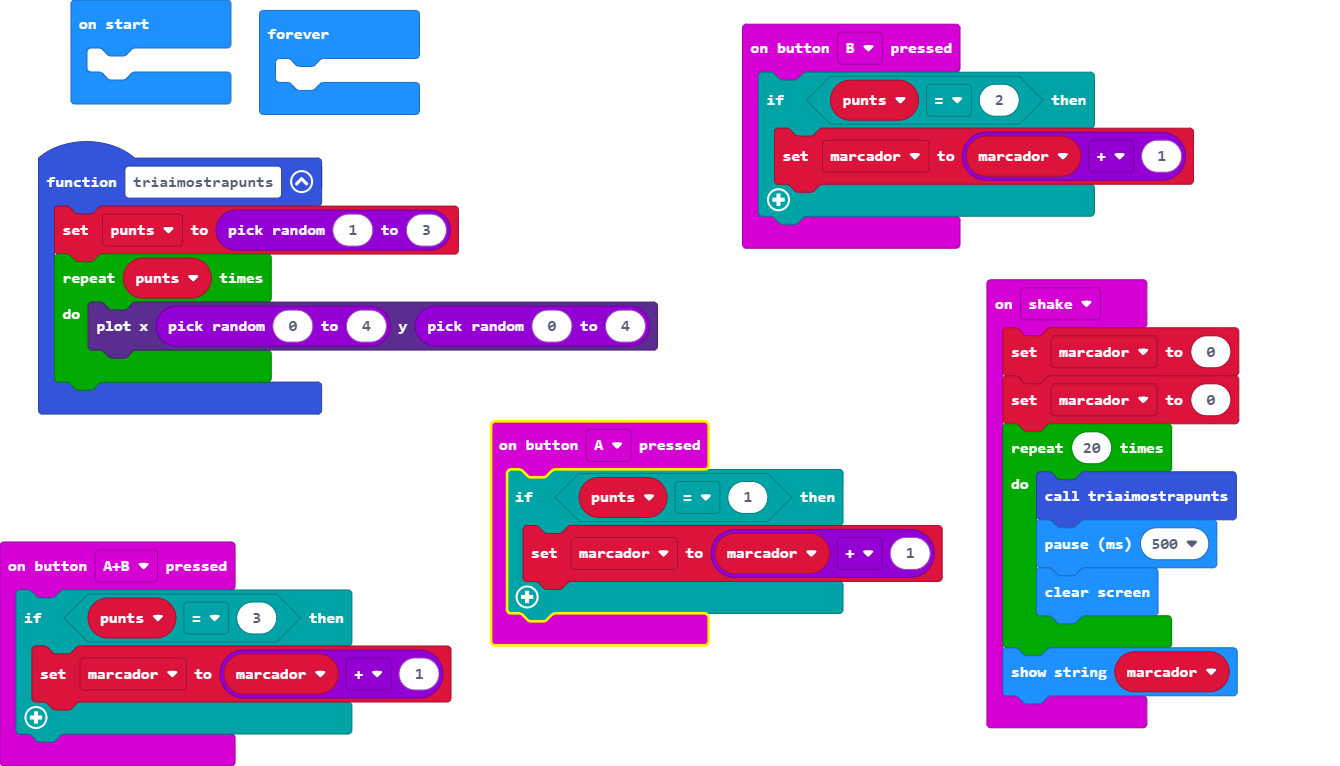 on start
forever
function triaimostrapunts
set punts to pick random 1 to 3
repeat punts times
do plot x pick random 0 to 4 y pick random 0 to 4
on button B pressed
if punts = 2 then
set marcador to marcador + 1
on shake
set marcador to 0
set marcador to 0
repeat 20 times
do call triaimostrapunts
pause (ms) 500
clear screen
show string marcador
on button A pressed
if punts = 1 then
set marcador to marcador + 1
on button A+B pressed
if punts = 3 then
set marcador to marcador + 1